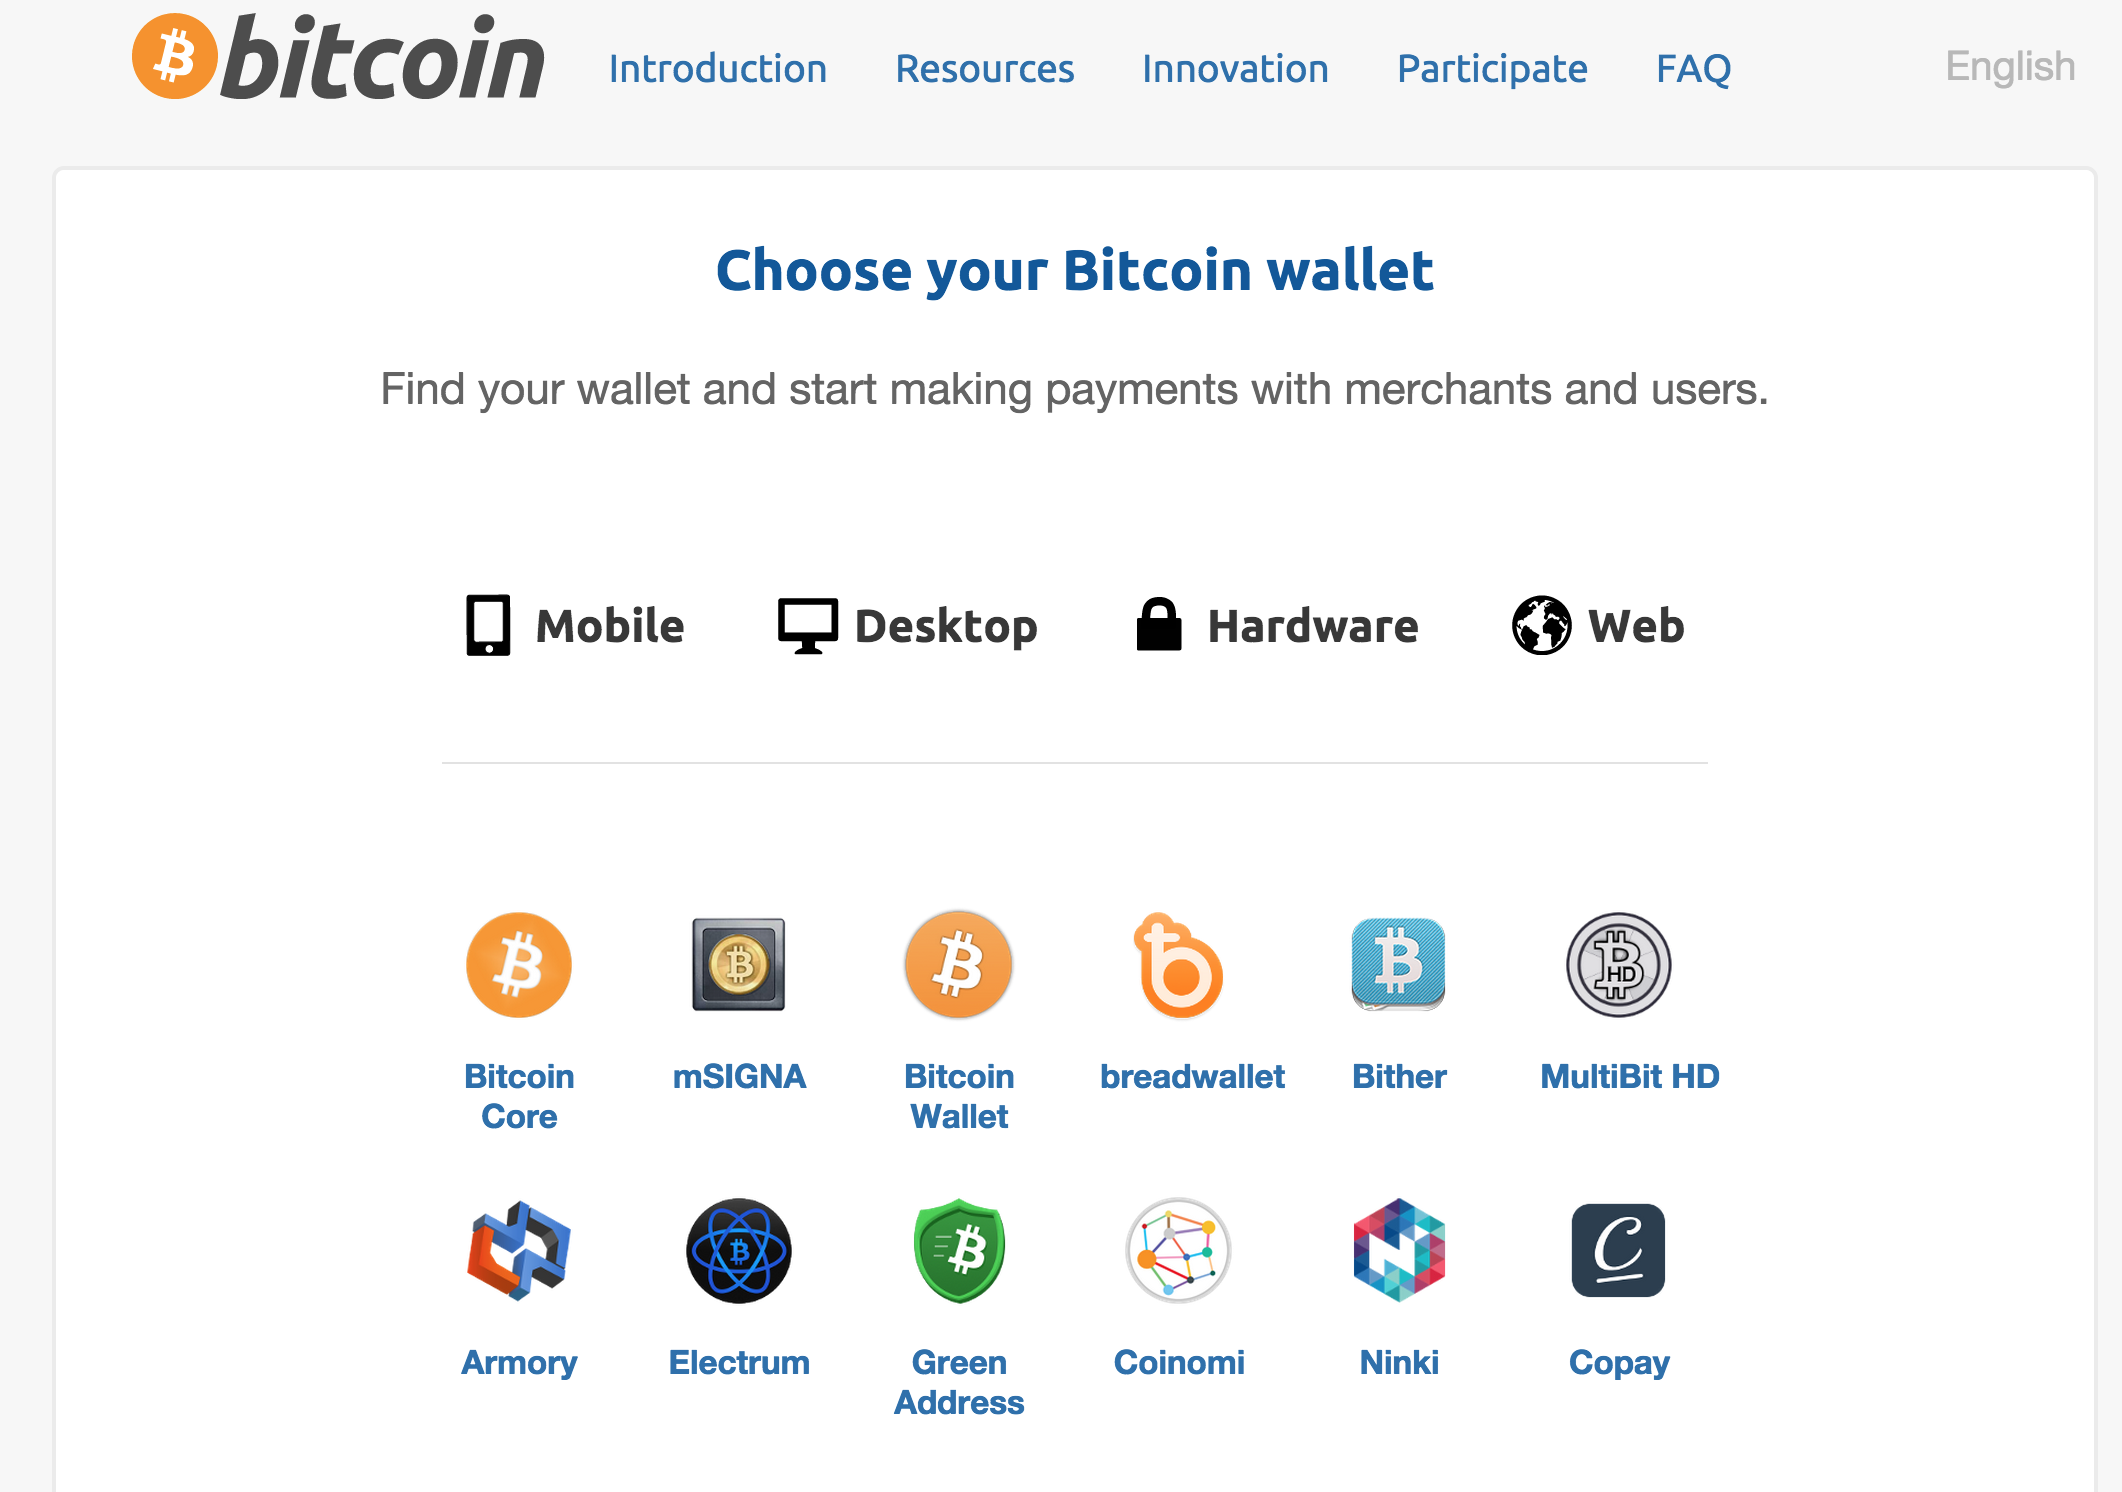 bitcoin
Introduction Resources Innovation Participate FAQ English
Choose your Bitcoin wallet
Find your wallet and start making payments with merchants and users.
Mobile Desktop Hardware Web
HD
Bitcoin Core
mSIGNA
Bitcoin Wallet
breadwallet
Bither
MultiBit HD
Armory
Electrum
Green Address
Coinomi
Ninki
Copay